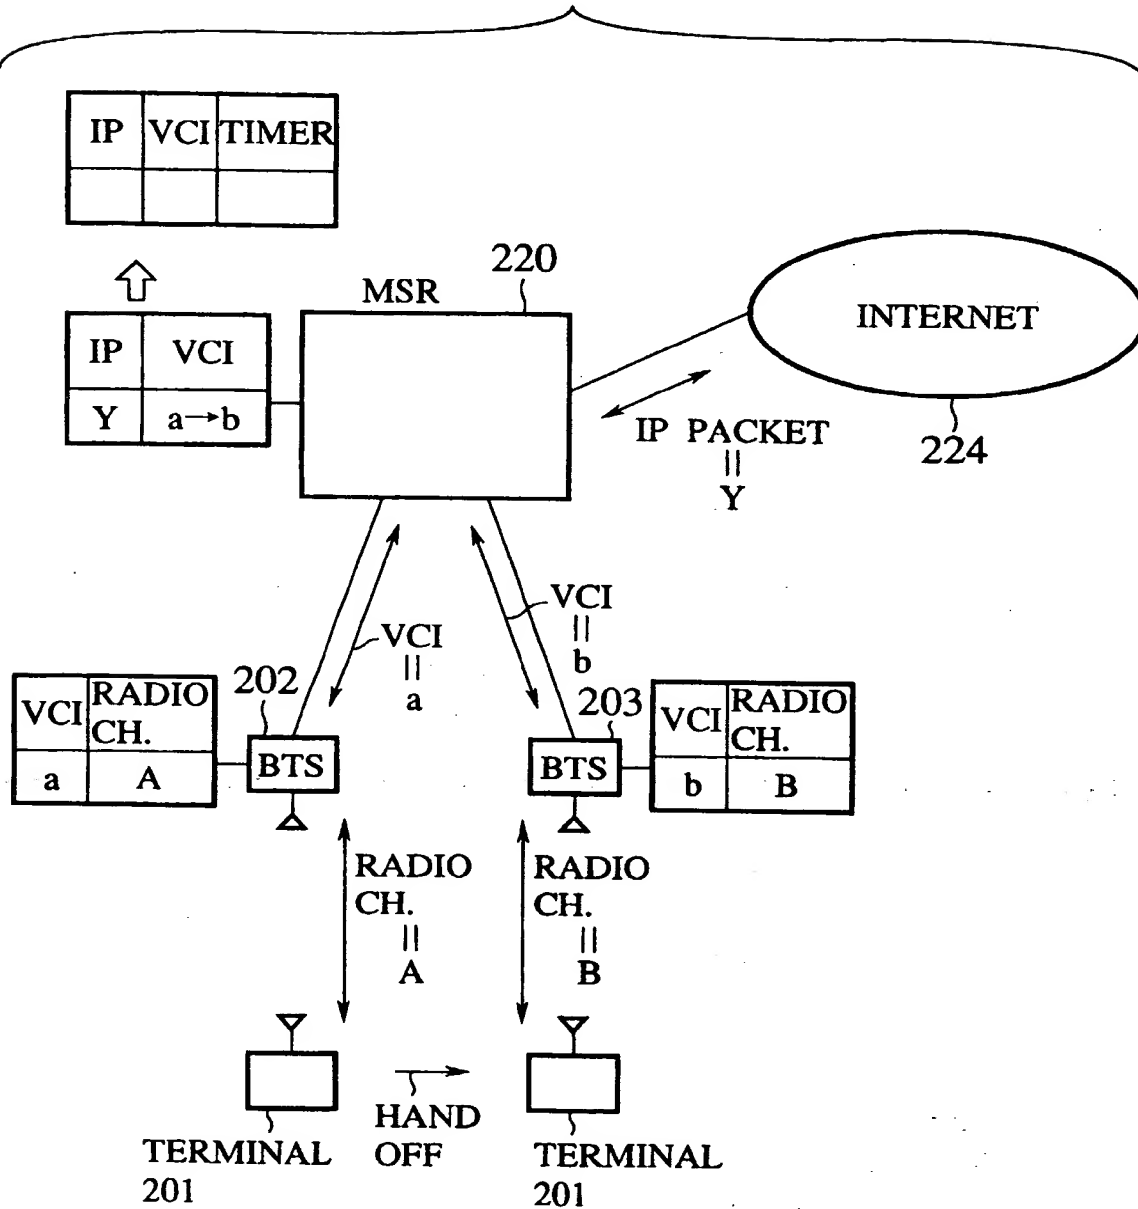 IP VCI TIMER
220
MSR
INTERNET
IP VCI
Y a→b
IP PACKET
||
Y
224
VCI
||
a
VCI
||
b
202
203
VCI RADIO CH.
a A
BTS
BTS
VCI RADIO CH.
b B
RADIO
CH.
||
A
RADIO
CH.
||
B
HAND
OFF
TERMINAL
201
TERMINAL
201